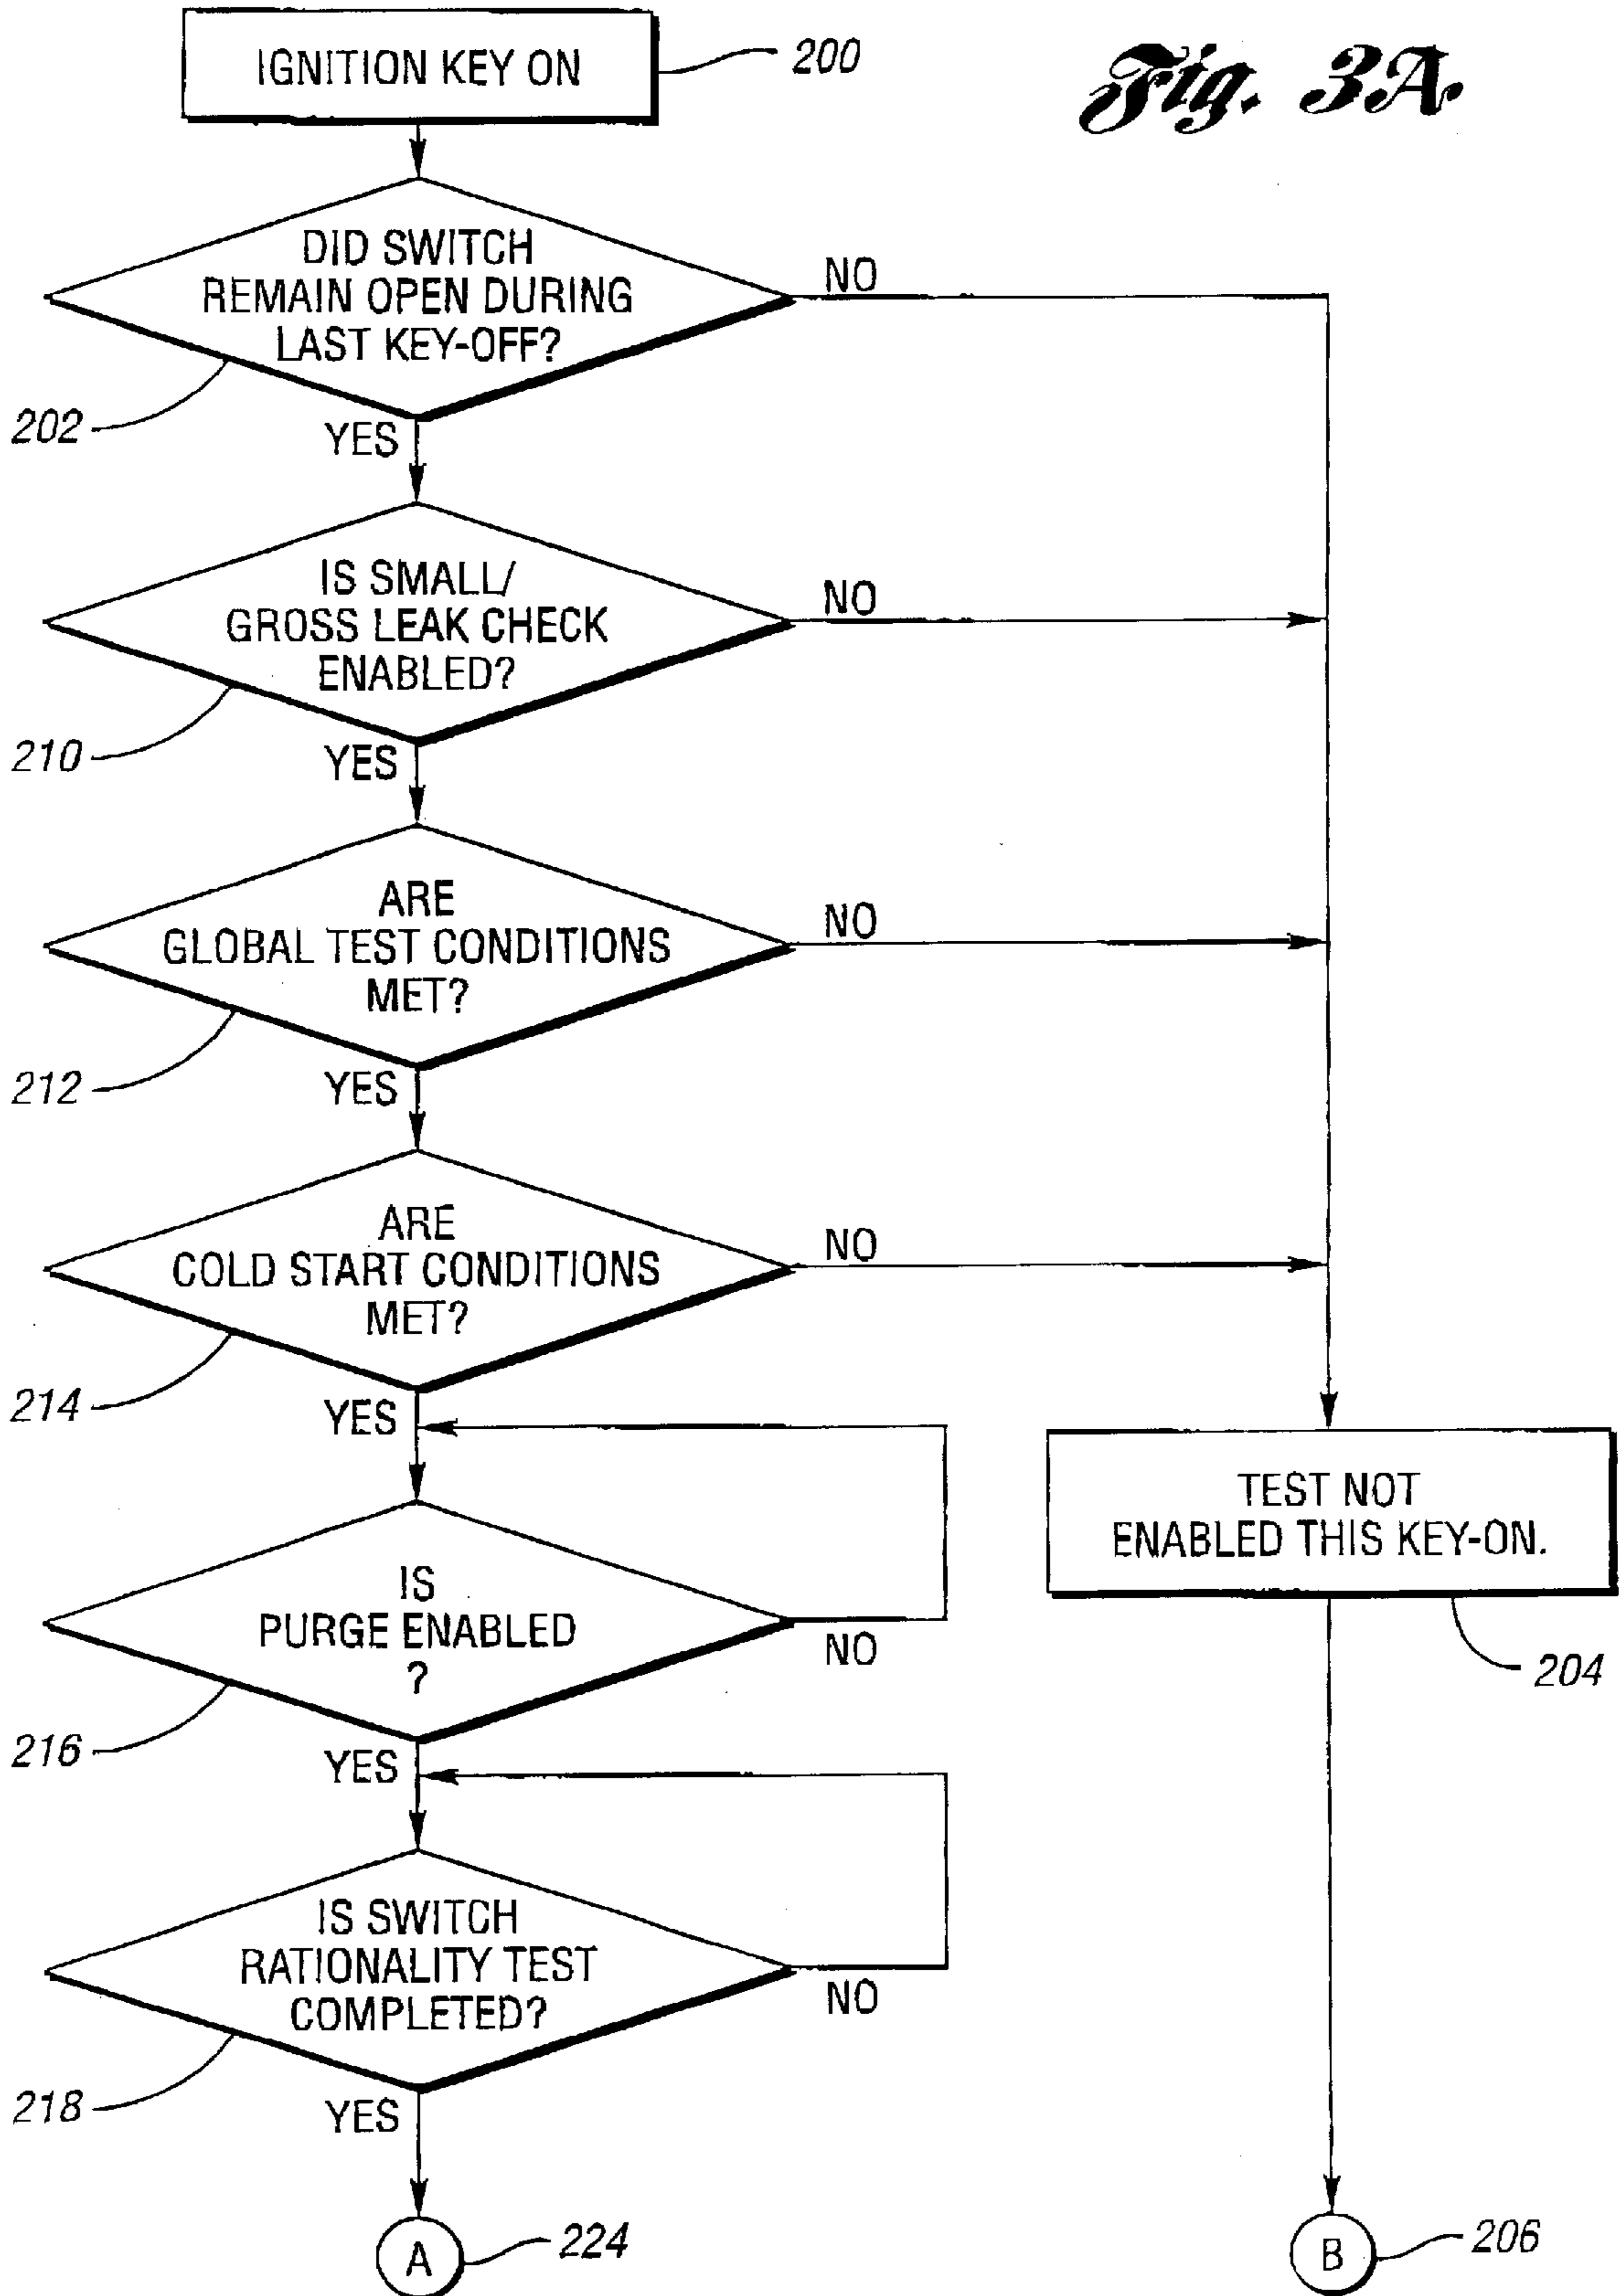 Fig. 3A.
IGNITION KEY ON
200
DID SWITCH
REMAIN OPEN DURING
LAST KEY-OFF?
NO
202
YES
IS SMALL/
GROSS LEAK CHECK
ENABLED?
NO
210
YES
ARE
GLOBAL TEST CONDITIONS
MET?
NO
212
YES
ARE
COLD START CONDITIONS
MET?
NO
214
YES
TEST NOT
ENABLED THIS KEY-ON.
204
IS
PURGE ENABLED
?
NO
216
YES
IS SWITCH
RATIONALITY TEST
COMPLETED?
NO
218
YES
A
224
B
206